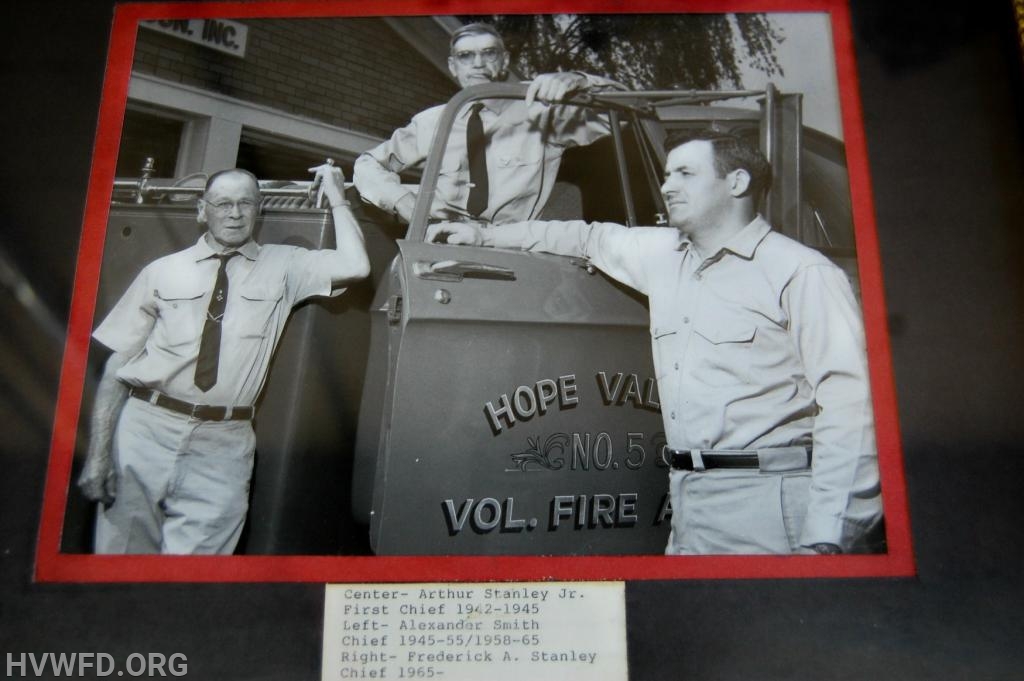 ON. INC.
HOPE VAL
NO. 5
VOL. FIRE A
Center- Arthur Stanley Jr.
First Chief 1942-1945
Left- Alexander Smith
Chief 1945-55/1958-65
Right- Frederick A. Stanley
Chief 1965-
HVWFD.ORG